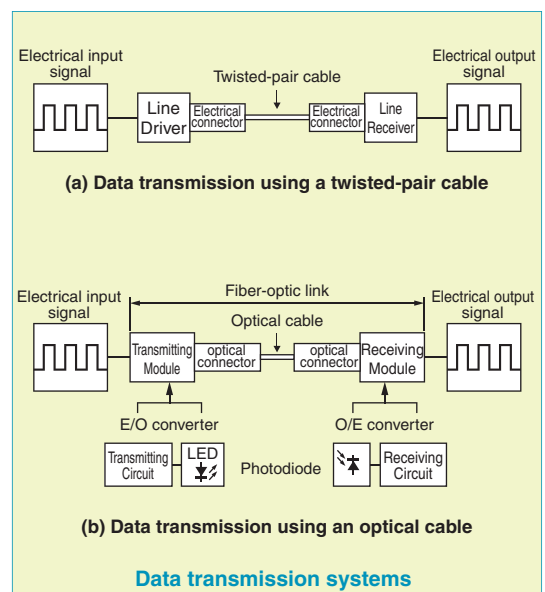 Electrical input
signal
Electrical output
signal
Twisted-pair cable
Line
Driver
Electrical
connector
Electrical
connector
Line
Receiver
(a) Data transmission using a twisted-pair cable
Fiber-optic link
Electrical input
signal
Electrical output
signal
Optical cable
Transmitting
Module
optical
connector
optical
connector
Receiving
Module
E/O converter
O/E converter
Transmitting
Circuit
LED
Photodiode
Receiving
Circuit
(b) Data transmission using an optical cable
Data transmission systems